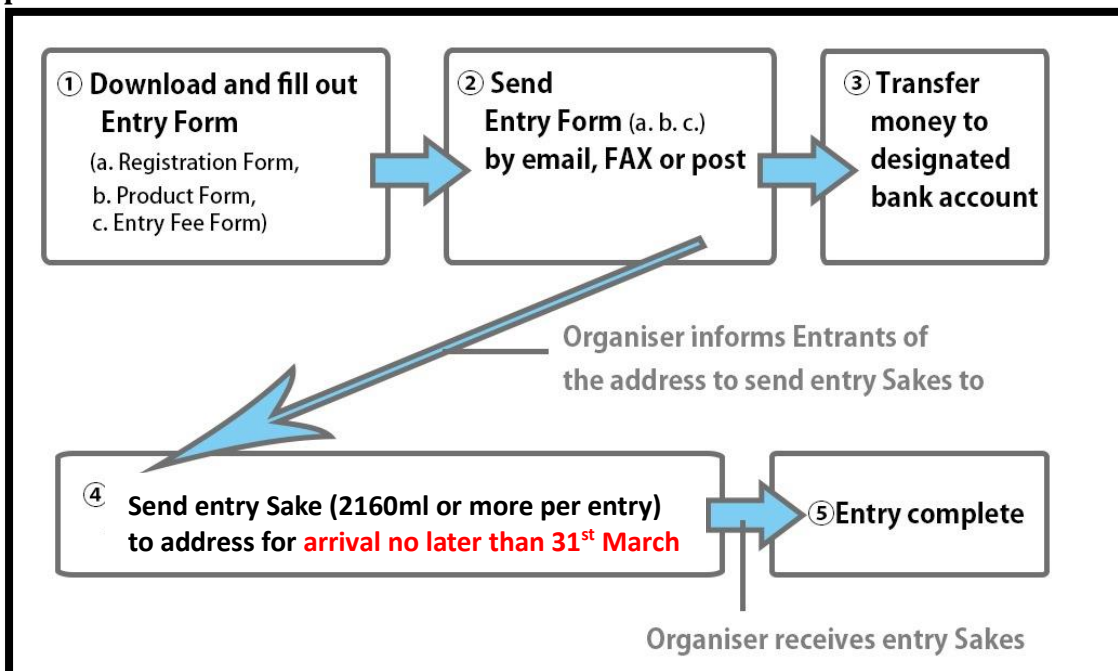 ① Download and fill out
Entry Form
(a. Registration Form,
b. Product Form,
c. Entry Fee Form)
② Send
Entry Form (a. b. c.)
by email, FAX or post
③ Transfer
money to
designated
bank account
Organiser informs Entrants of
the address to send entry Sakes to
④ Send entry Sake (2160ml or more per entry)
to address for arrival no later than 31st March
⑤ Entry complete
Organiser receives entry Sakes